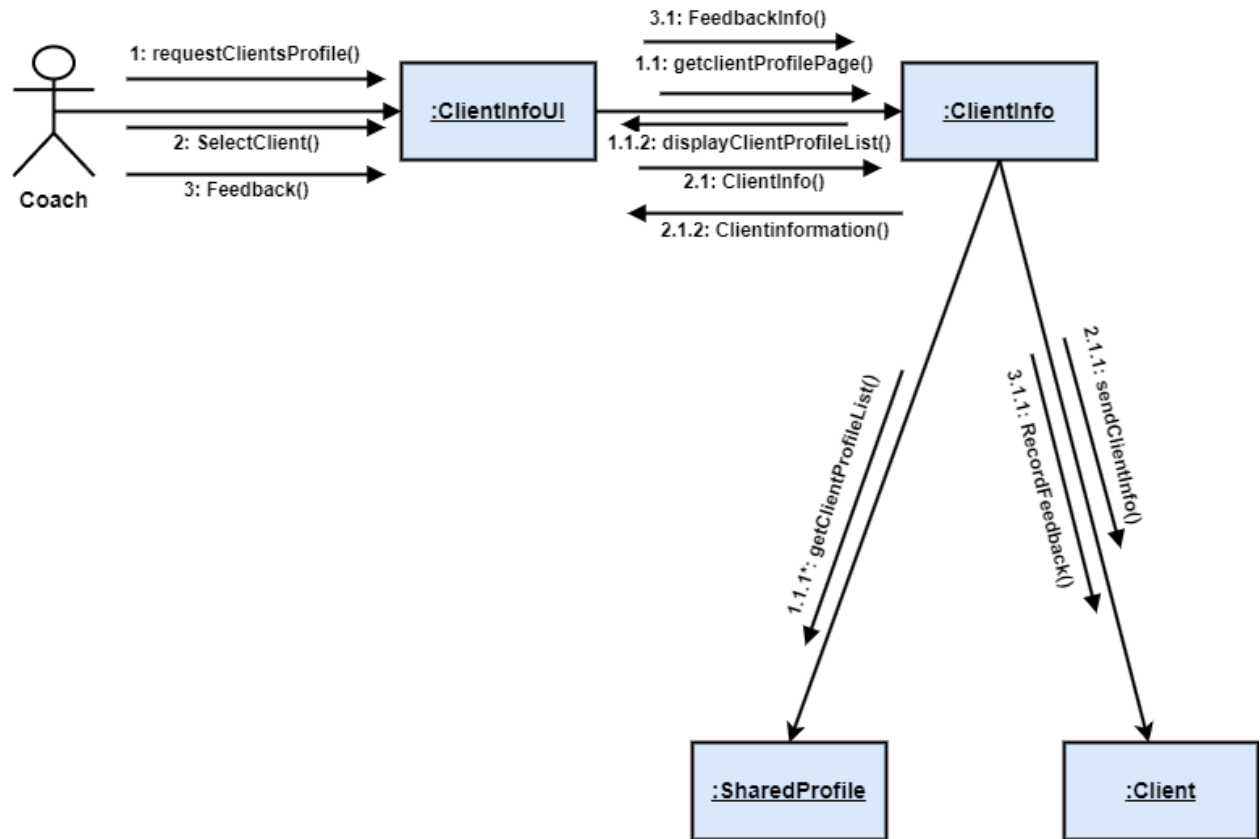 3.1: FeedbackInfo()
1: requestClientsProfile()
1.1: getclientProfilePage()
:ClientInfoUI
:ClientInfo
2: SelectClient()
1.1.2: displayClientProfileList()
3: Feedback()
2.1: ClientInfo()
Coach
2.1.2: Clientinformation()
1.1.1*: getClientProfileList()
3.1.1: RecordFeedback()
2.1.1: sendClientInfo()
:SharedProfile
:Client